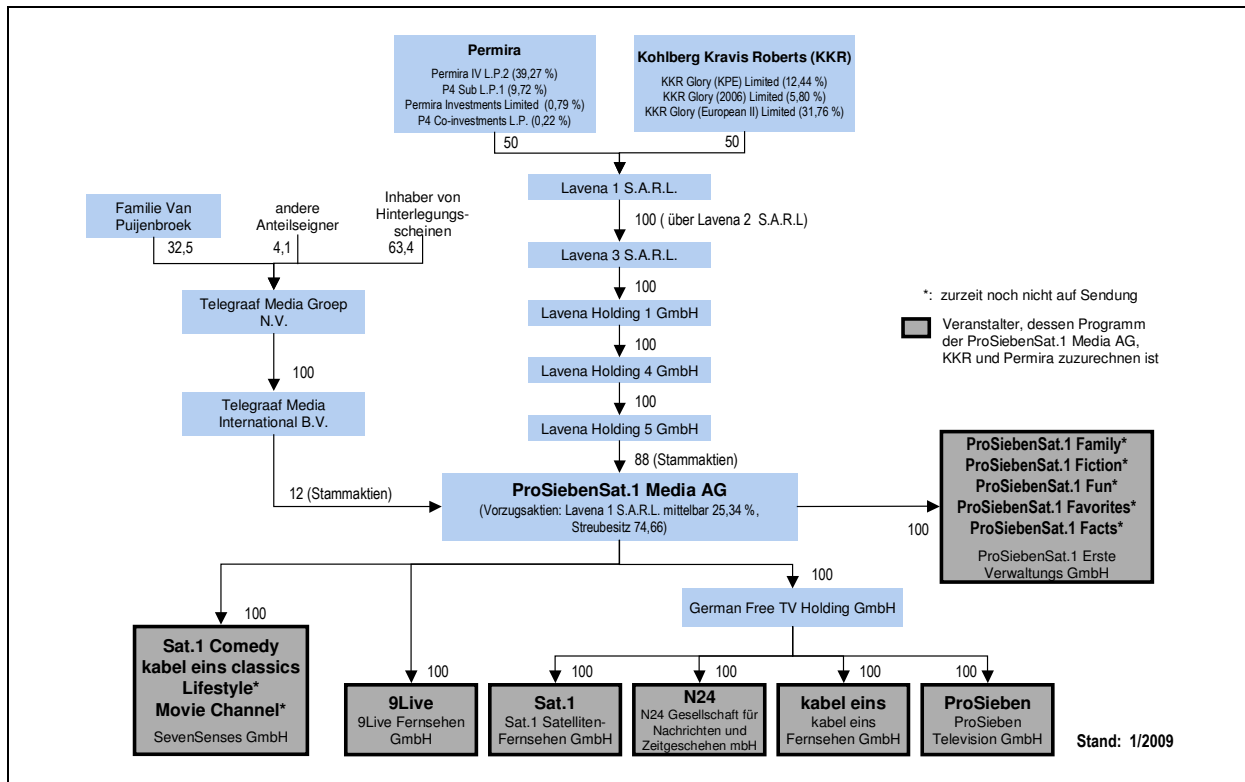 Permira
Permira IV L.P.2 (39,27 %)
P4 Sub L.P.1 (9,72 %)
Permira Investments Limited (0,79 %)
P4 Co-investments L.P. (0,22 %)
Kohlberg Kravis Roberts (KKR)
KKR Glory (KPE) Limited (12,44 %)
KKR Glory (2006) Limited (5,80 %)
KKR Glory (European II) Limited (31,76 %)
50
50
Lavena 1 S.A.R.L.
100 ( über Lavena 2 S.A.R.L)
Lavena 3 S.A.R.L.
100
Lavena Holding 1 GmbH
100
Lavena Holding 4 GmbH
100
Lavena Holding 5 GmbH
88 (Stammaktien)
Familie Van
Puijenbroek
andere
Anteilseigner
Inhaber von
Hinterlegungs-
scheinen
32,5
4,1
63,4
Telegraaf Media Groep
N.V.
100
Telegraaf Media
International B.V.
12 (Stammaktien)
*: zurzeit noch nicht auf Sendung
Veranstalter, dessen Programm
der ProSiebenSat.1 Media AG,
KKR und Permira zuzurechnen ist
ProSiebenSat.1 Media AG
(Vorzugsaktien: Lavena 1 S.A.R.L. mittelbar 25,34 %,
Streubesitz 74,66)
100
ProSiebenSat.1 Family*
ProSiebenSat.1 Fiction*
ProSiebenSat.1 Fun*
ProSiebenSat.1 Favorites*
ProSiebenSat.1 Facts*
ProSiebenSat.1 Erste
Verwaltungs GmbH
100
German Free TV Holding GmbH
100
Sat.1 Comedy
kabel eins classics
Lifestyle*
Movie Channel*
SevenSenses GmbH
100
9Live
9Live Fernsehen
GmbH
100
Sat.1
Sat.1 Satelliten-
Fernsehen GmbH
100
N24
N24 Gesellschaft für
Nachrichten und
Zeitgeschehen mbH
100
kabel eins
kabel eins
Fernsehen GmbH
100
ProSieben
ProSieben
Television GmbH
Stand: 1/2009